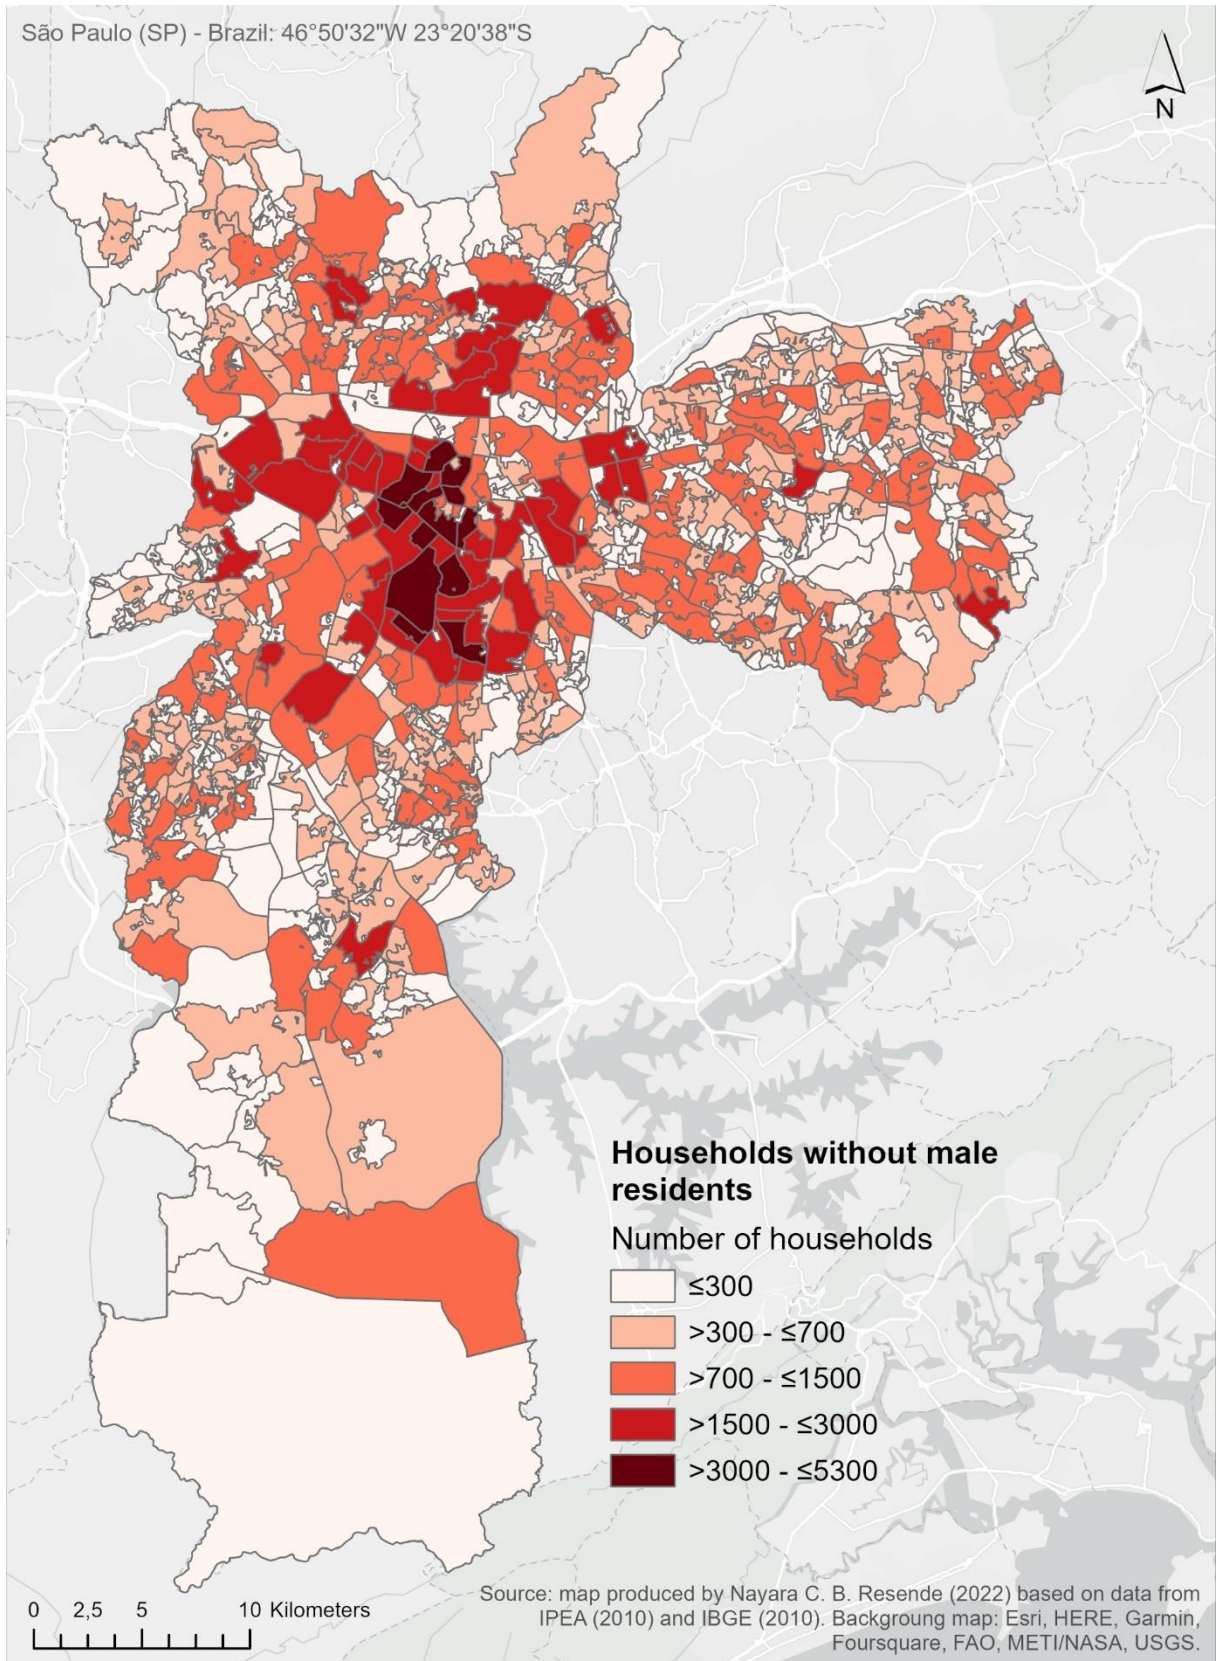 São Paulo (SP) - Brazil: 46°50'32"W 23°20'38"S
N
Households without male
residents
Number of households
≤300
>300 - ≤700
>700 - ≤1500
>1500 - ≤3000
>3000 - ≤5300
0 2,5 5 10 Kilometers
Source: map produced by Nayara C. B. Resende (2022) based on data from
IPEA (2010) and IBGE (2010). Backgroung map: Esri, HERE, Garmin,
Foursquare, FAO, METI/NASA, USGS.